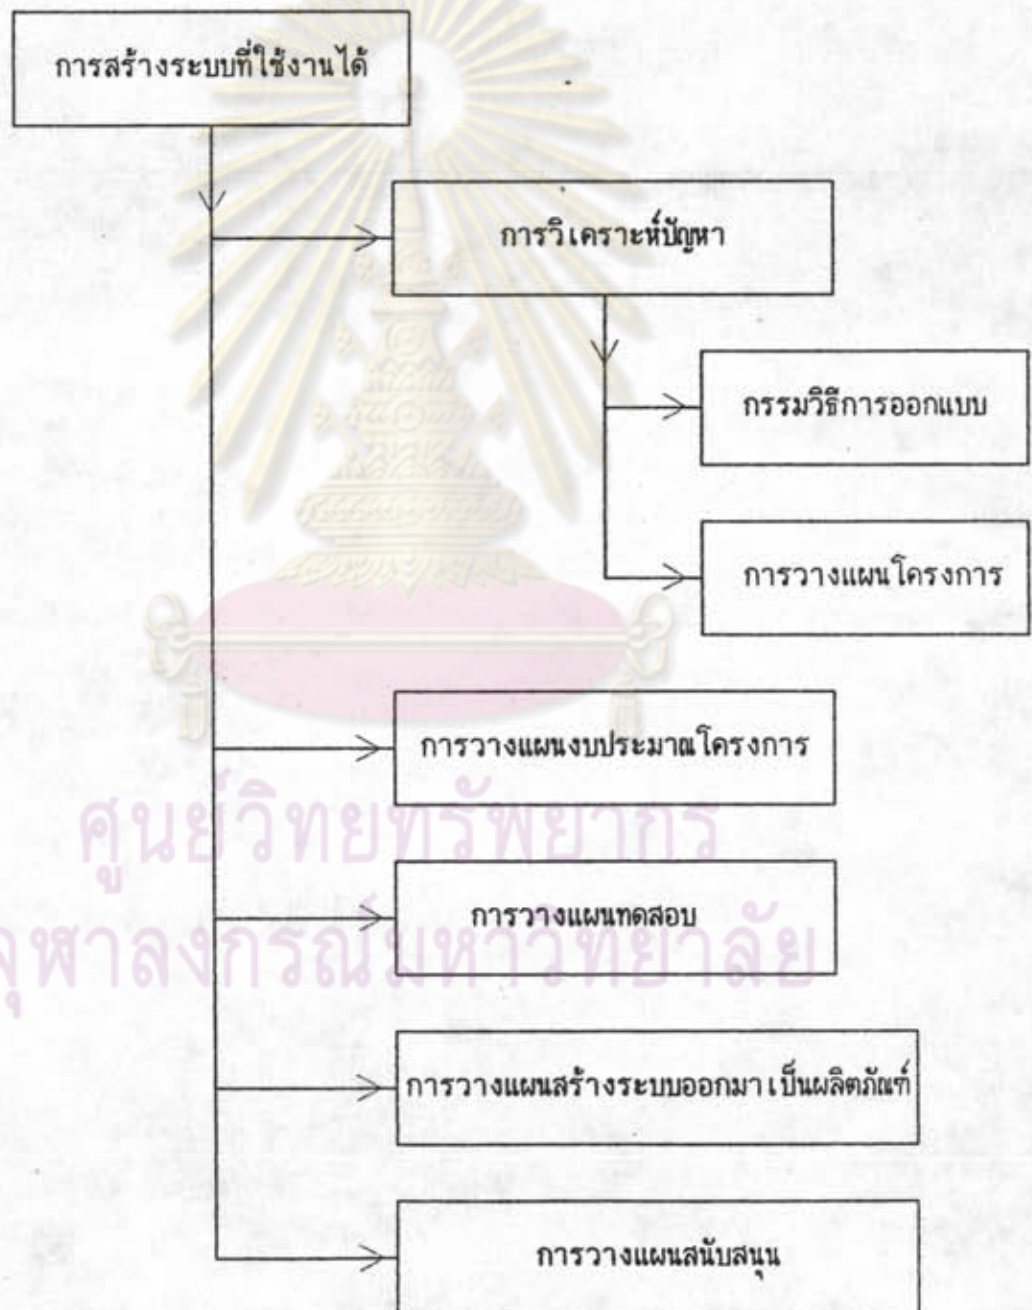 การสร้างระบบที่ใช้งานได้
การวิเคราะห์ปัญหา
กรรมวิธีการออกแบบ
การวางแผนโครงการ
การวางแผนงบประมาณโครงการ
ศูนย์วิทยทรัพยากร
การวางแผนทดสอบ
ุฬาลงกรณ์มหาวิทยาลัย
การวางแผนสร้างระบบออกมาเป็นผลิตภัณฑ์
การวางแผนสนับสนุน